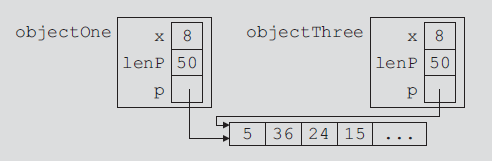 objectOne
x 8
lenP 50
p
objectThree
x 8
lenP 50
p
5 36 24 15 ...